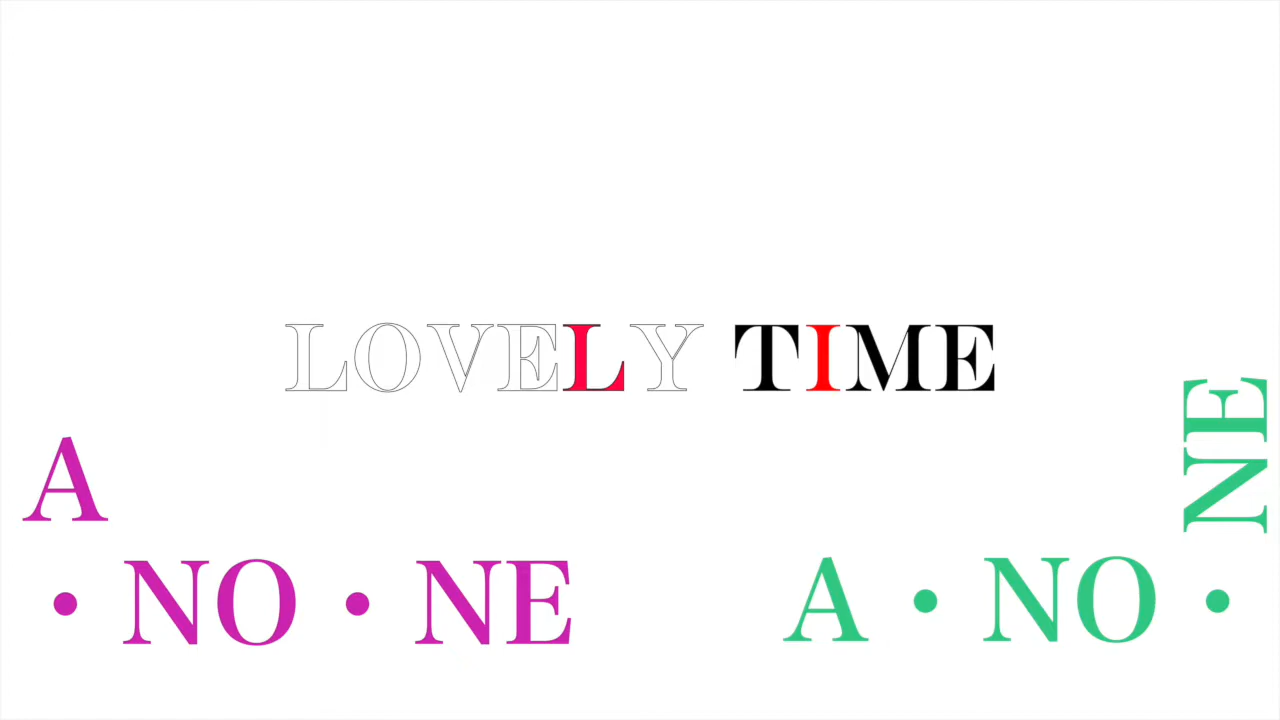 LOVELY TIME
A
• NO • NE
A • NO •
NE